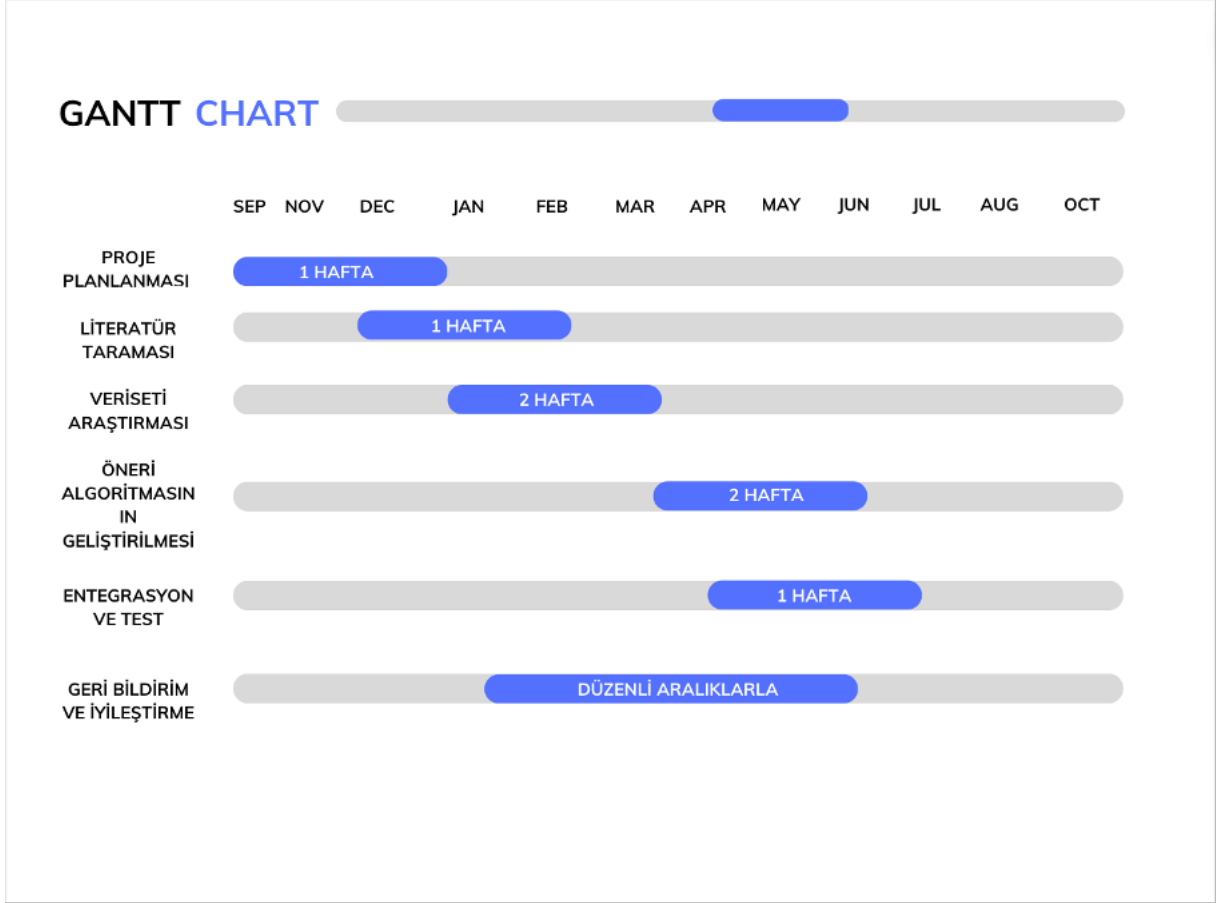 GANTT CHART
SEP NOV DEC JAN FEB MAR APR MAY JUN JUL AUG OCT
PROJE
PLANLANMASI
1 HAFTA
LİTERATÜR
TARAMASI
1 HAFTA
VERİSETİ
ARAŞTIRMASI
2 HAFTA
ÖNERİ
ALGORİTMASIN
IN
GELİŞTİRİLMESİ
2 HAFTA
ENTEGRASYON
VE TEST
1 HAFTA
GERİ BİLDİRİM
VE İYİLEŞTİRME
DÜZENLİ ARALIKLARLA